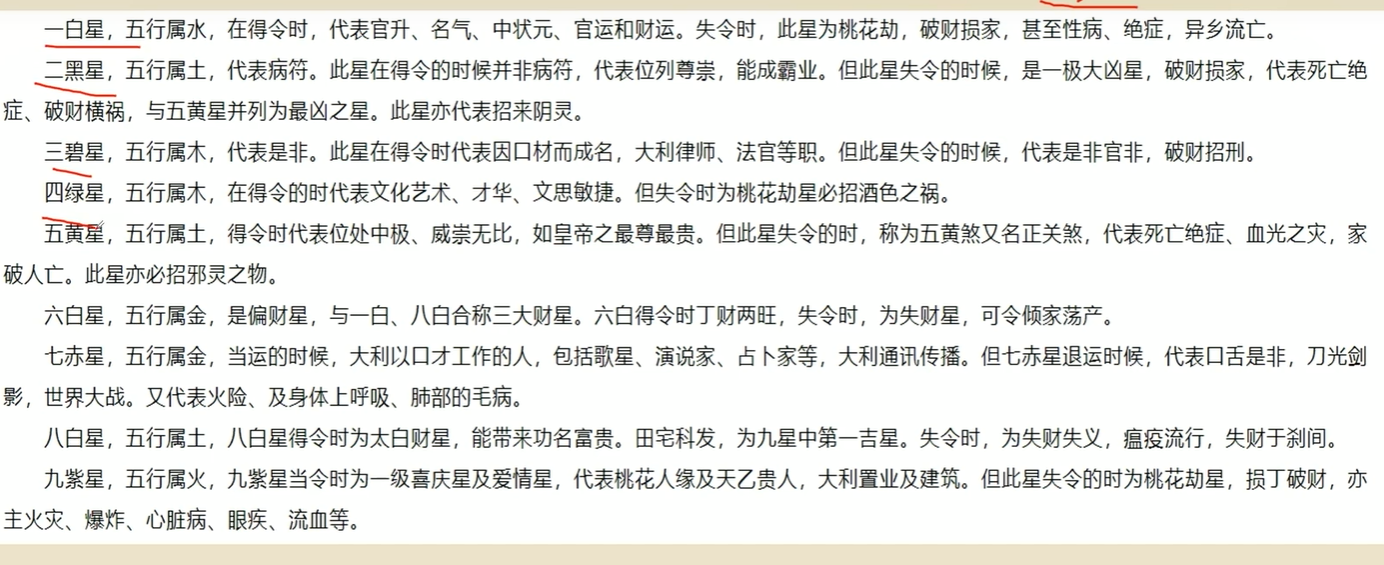 一白星，五行属水，在得令时，代表官升、名气、中状元、官运和财运。失令时，此星为桃花劫，破财损家，甚至性病、绝症，异乡流亡。
二黑星，五行属土，代表病符。此星在得令的时候并非病符，代表位列尊崇，能成霸业。但此星失令的时候，是一极大凶星，破财损家，代表死亡绝
症、破财横祸，与五黄星并列为最凶之星。此星亦代表招来阴灵。
三碧星，五行属木，代表是非。此星在得令时代表因口材而成名，大利律师、法官等职。但此星失令的时候，代表是非官非，破财招刑。
四绿星，五行属木，在得令的时代表文化艺术、才华、文思敏捷。但失令时为桃花劫星必招酒色之祸。
五黄星，五行属土，得令时代表位处中极、威崇无比，如皇帝之最尊最贵。但此星失令的时，称为五黄煞又名正关煞，代表死亡绝症、血光之灾，家
破人亡。此星亦必招邪灵之物。
六白星，五行属金，是偏财星，与一白、八白合称三大财星。六白得令时丁财两旺，失令时，为失财星，可令倾家荡产。
七赤星，五行属金，当运的时候，大利以口才工作的人，包括歌星、演说家、占卜家等，大利通讯传播。但七赤星退运时候，代表口舌是非，刀光剑
影，世界大战。又代表火险、及身体上呼吸、肺部的毛病。
八白星，五行属土，八白星得令时为太白财星，能带来功名富贵。田宅科发，为九星中第一吉星。失令时，为失财失义，瘟疫流行，失财于刹间。
九紫星，五行属火，九紫星当令时为一级喜庆星及爱情星，代表桃花人缘及天乙贵人，大利置业及建筑。但此星失令的时为桃花劫星，损丁破财，亦
主火灾、爆炸、心脏病、眼疾、流血等。